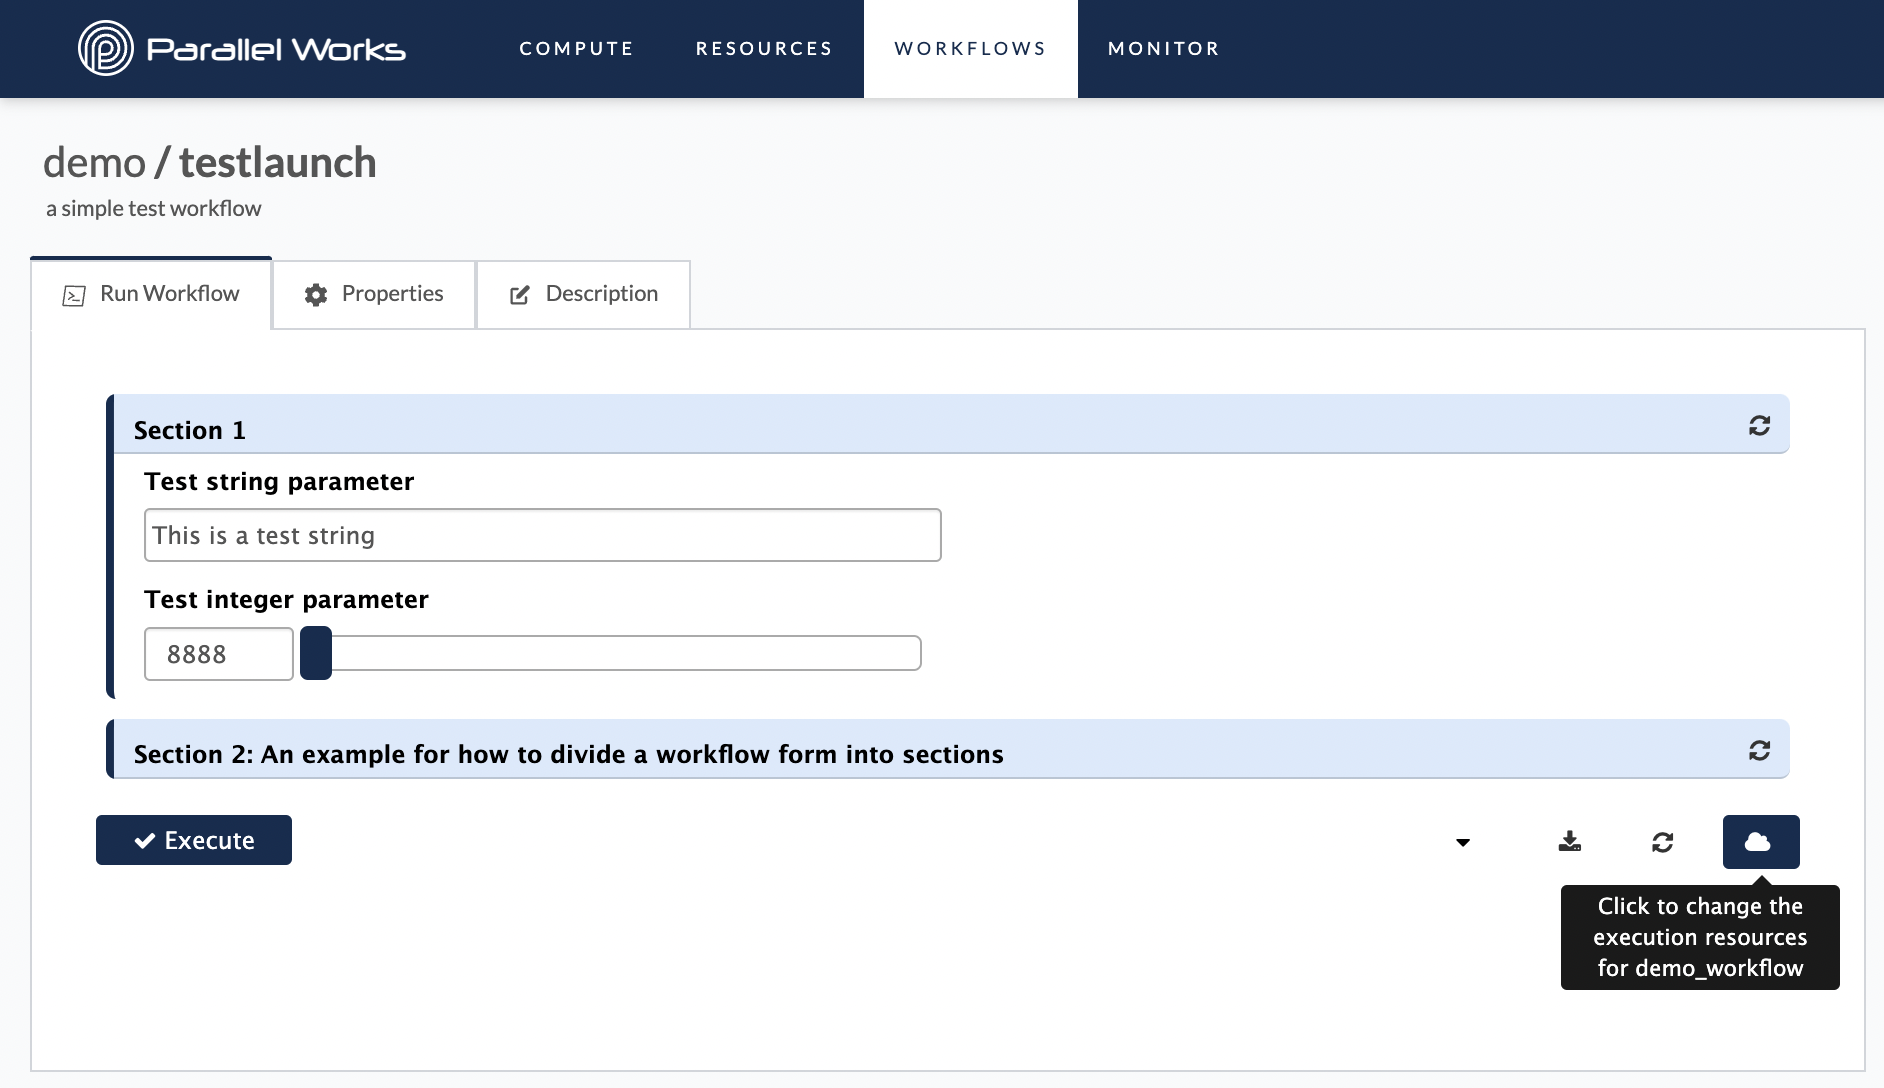 Parallel Works
COMPUTE
RESOURCES
WORKFLOWS
MONITOR
demo / testlaunch
a simple test workflow
Run Workflow
Properties
Description
Section 1
Test string parameter
This is a test string
Test integer parameter
8888
Section 2: An example for how to divide a workflow form into sections
Execute
Click to change the
execution resources
for demo_workflow